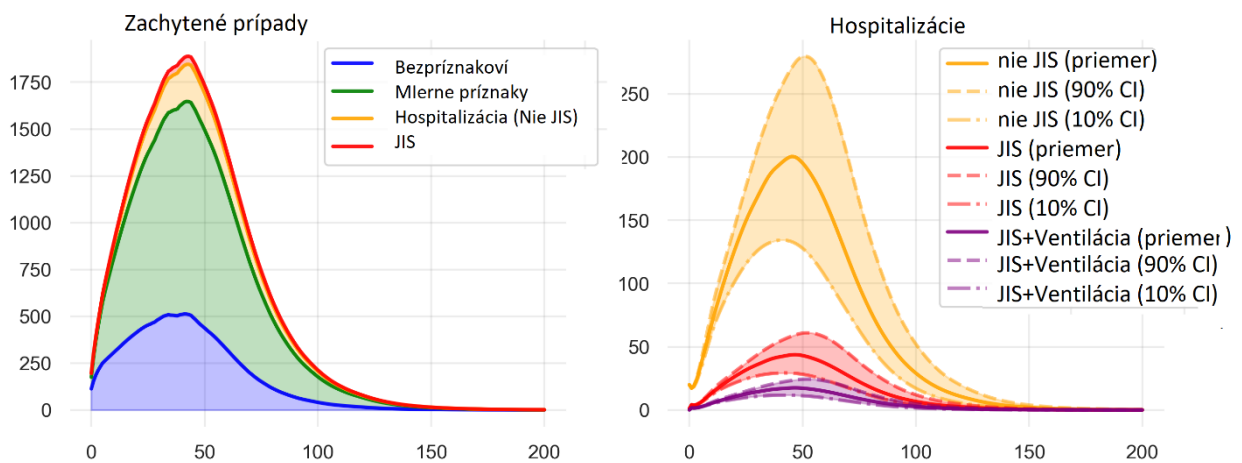 Zachytené prípady
1750
1500
1250
1000
750
500
250
0
0
50
100
150
200
Bezpríznakoví
MIerne príznaky
Hospitalizácia (Nie JIS)
JIS
Hospitalizácie
250
200
150
100
50
0
0
50
100
150
200
nie JIS (priemer)
nie JIS (90% CI)
nie JIS (10% CI)
JIS (priemer)
JIS (90% CI)
JIS (10% CI)
JIS+Ventilácia (priemer)
JIS+Ventilácia (90% CI)
JIS+Ventilácia (10% CI)